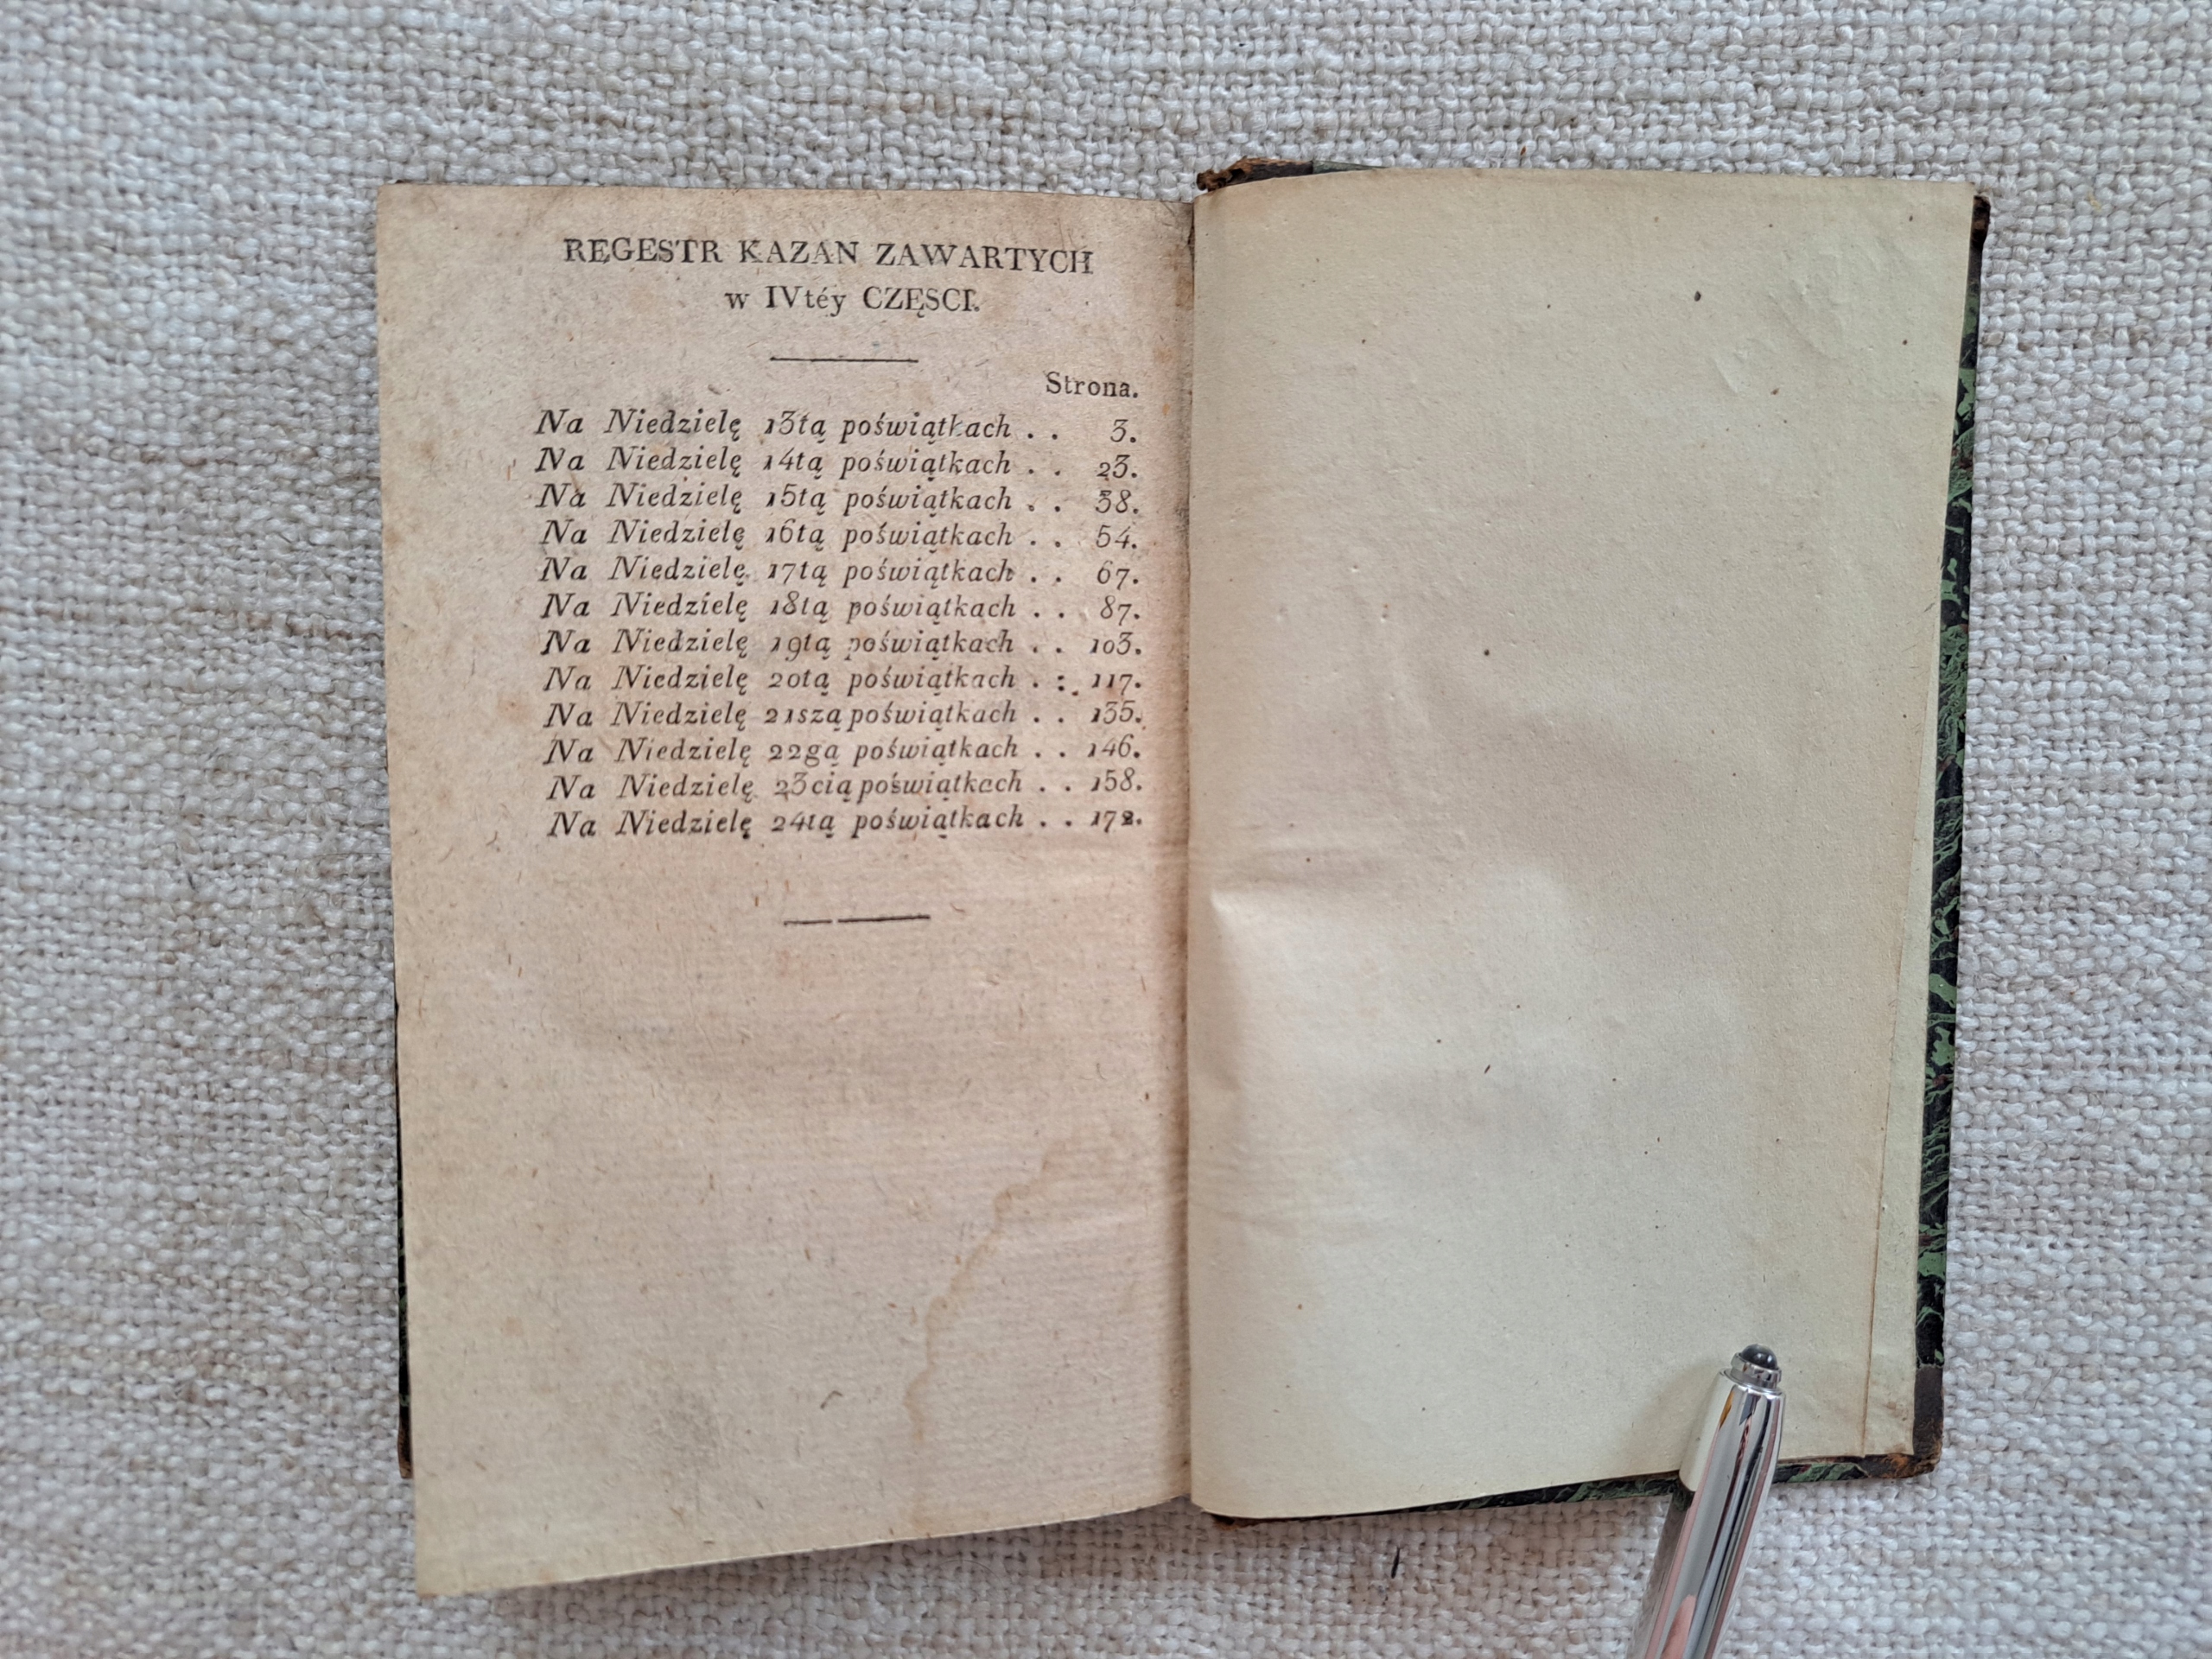 REGESTR KAZAN ZAWARTYCH
w IVtéy CZĘSCI.
Strona.
Na Niedzielę 13tą poświątkach . . 3.
Na Niedzielę 14tą poświątkach . . 23.
Na Niedzielę 15tą poświątkach . . 38.
Na Niedzielę 16tą poświątkach . . 54.
Na Niedzielę 17tą poświątkach . . 67.
Na Niedzielę 18tą poświątkach . . 87.
Na Niedzielę 19tą poświątkach . . 103.
Na Niedzielę 20tą poświątkach . : 117.
Na Niedzielę 21szą poświątkach . . 135.
Na Niedzielę 22gą poświątkach . . 146.
Na Niedzielę 23cią poświątkach . . 158.
Na Niedzielę 24tą poświątkach . . 172.